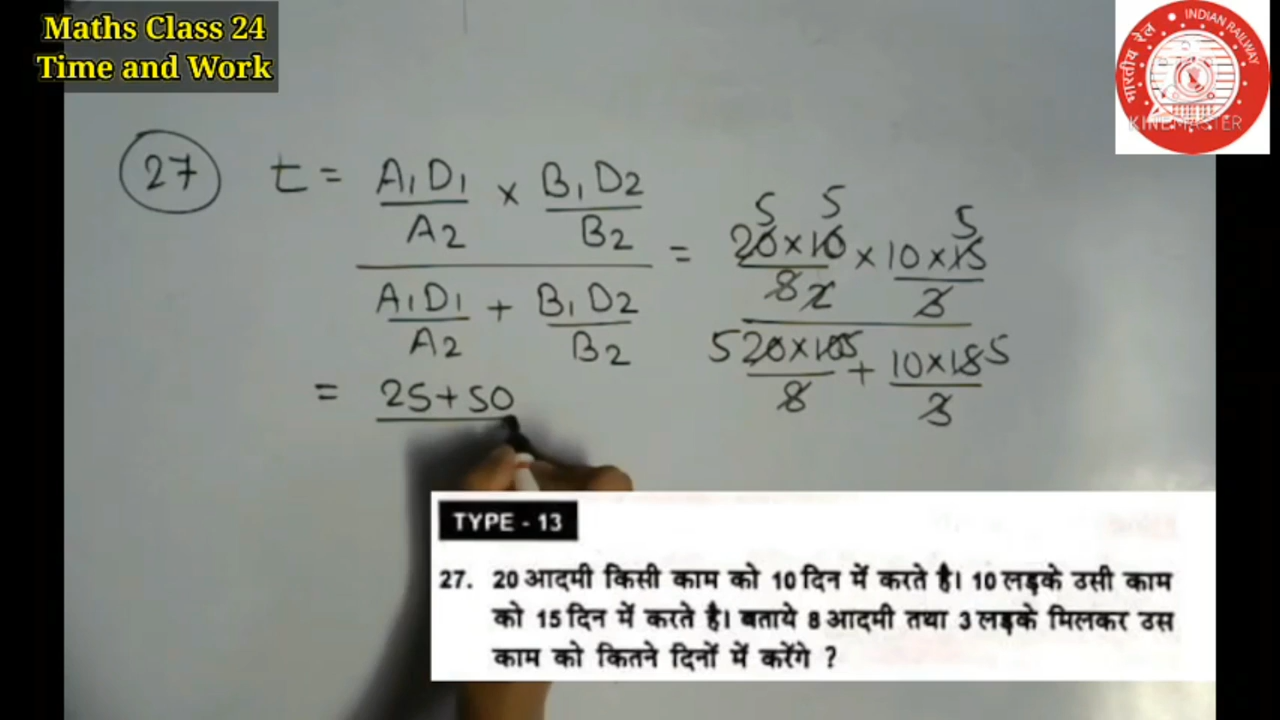 Maths Class 24
Time and Work
भारतीय रेल
INDIAN RAILWAY
KINEMASTER
27 t = A1D1/A2 × B1D2/B2
A1D1/A2 + B1D2/B2
= 20×10/8 × 10×15/3
20×10/8 + 10×15/3
= 25+50
TYPE - 13
27. 20 आदमी किसी काम को 10 दिन में करते है। 10 लड़के उसी काम
को 15 दिन में करते है। बताये 8 आदमी तथा 3 लड़के मिलकर उस
काम को कितने दिनों में करेंगे ?